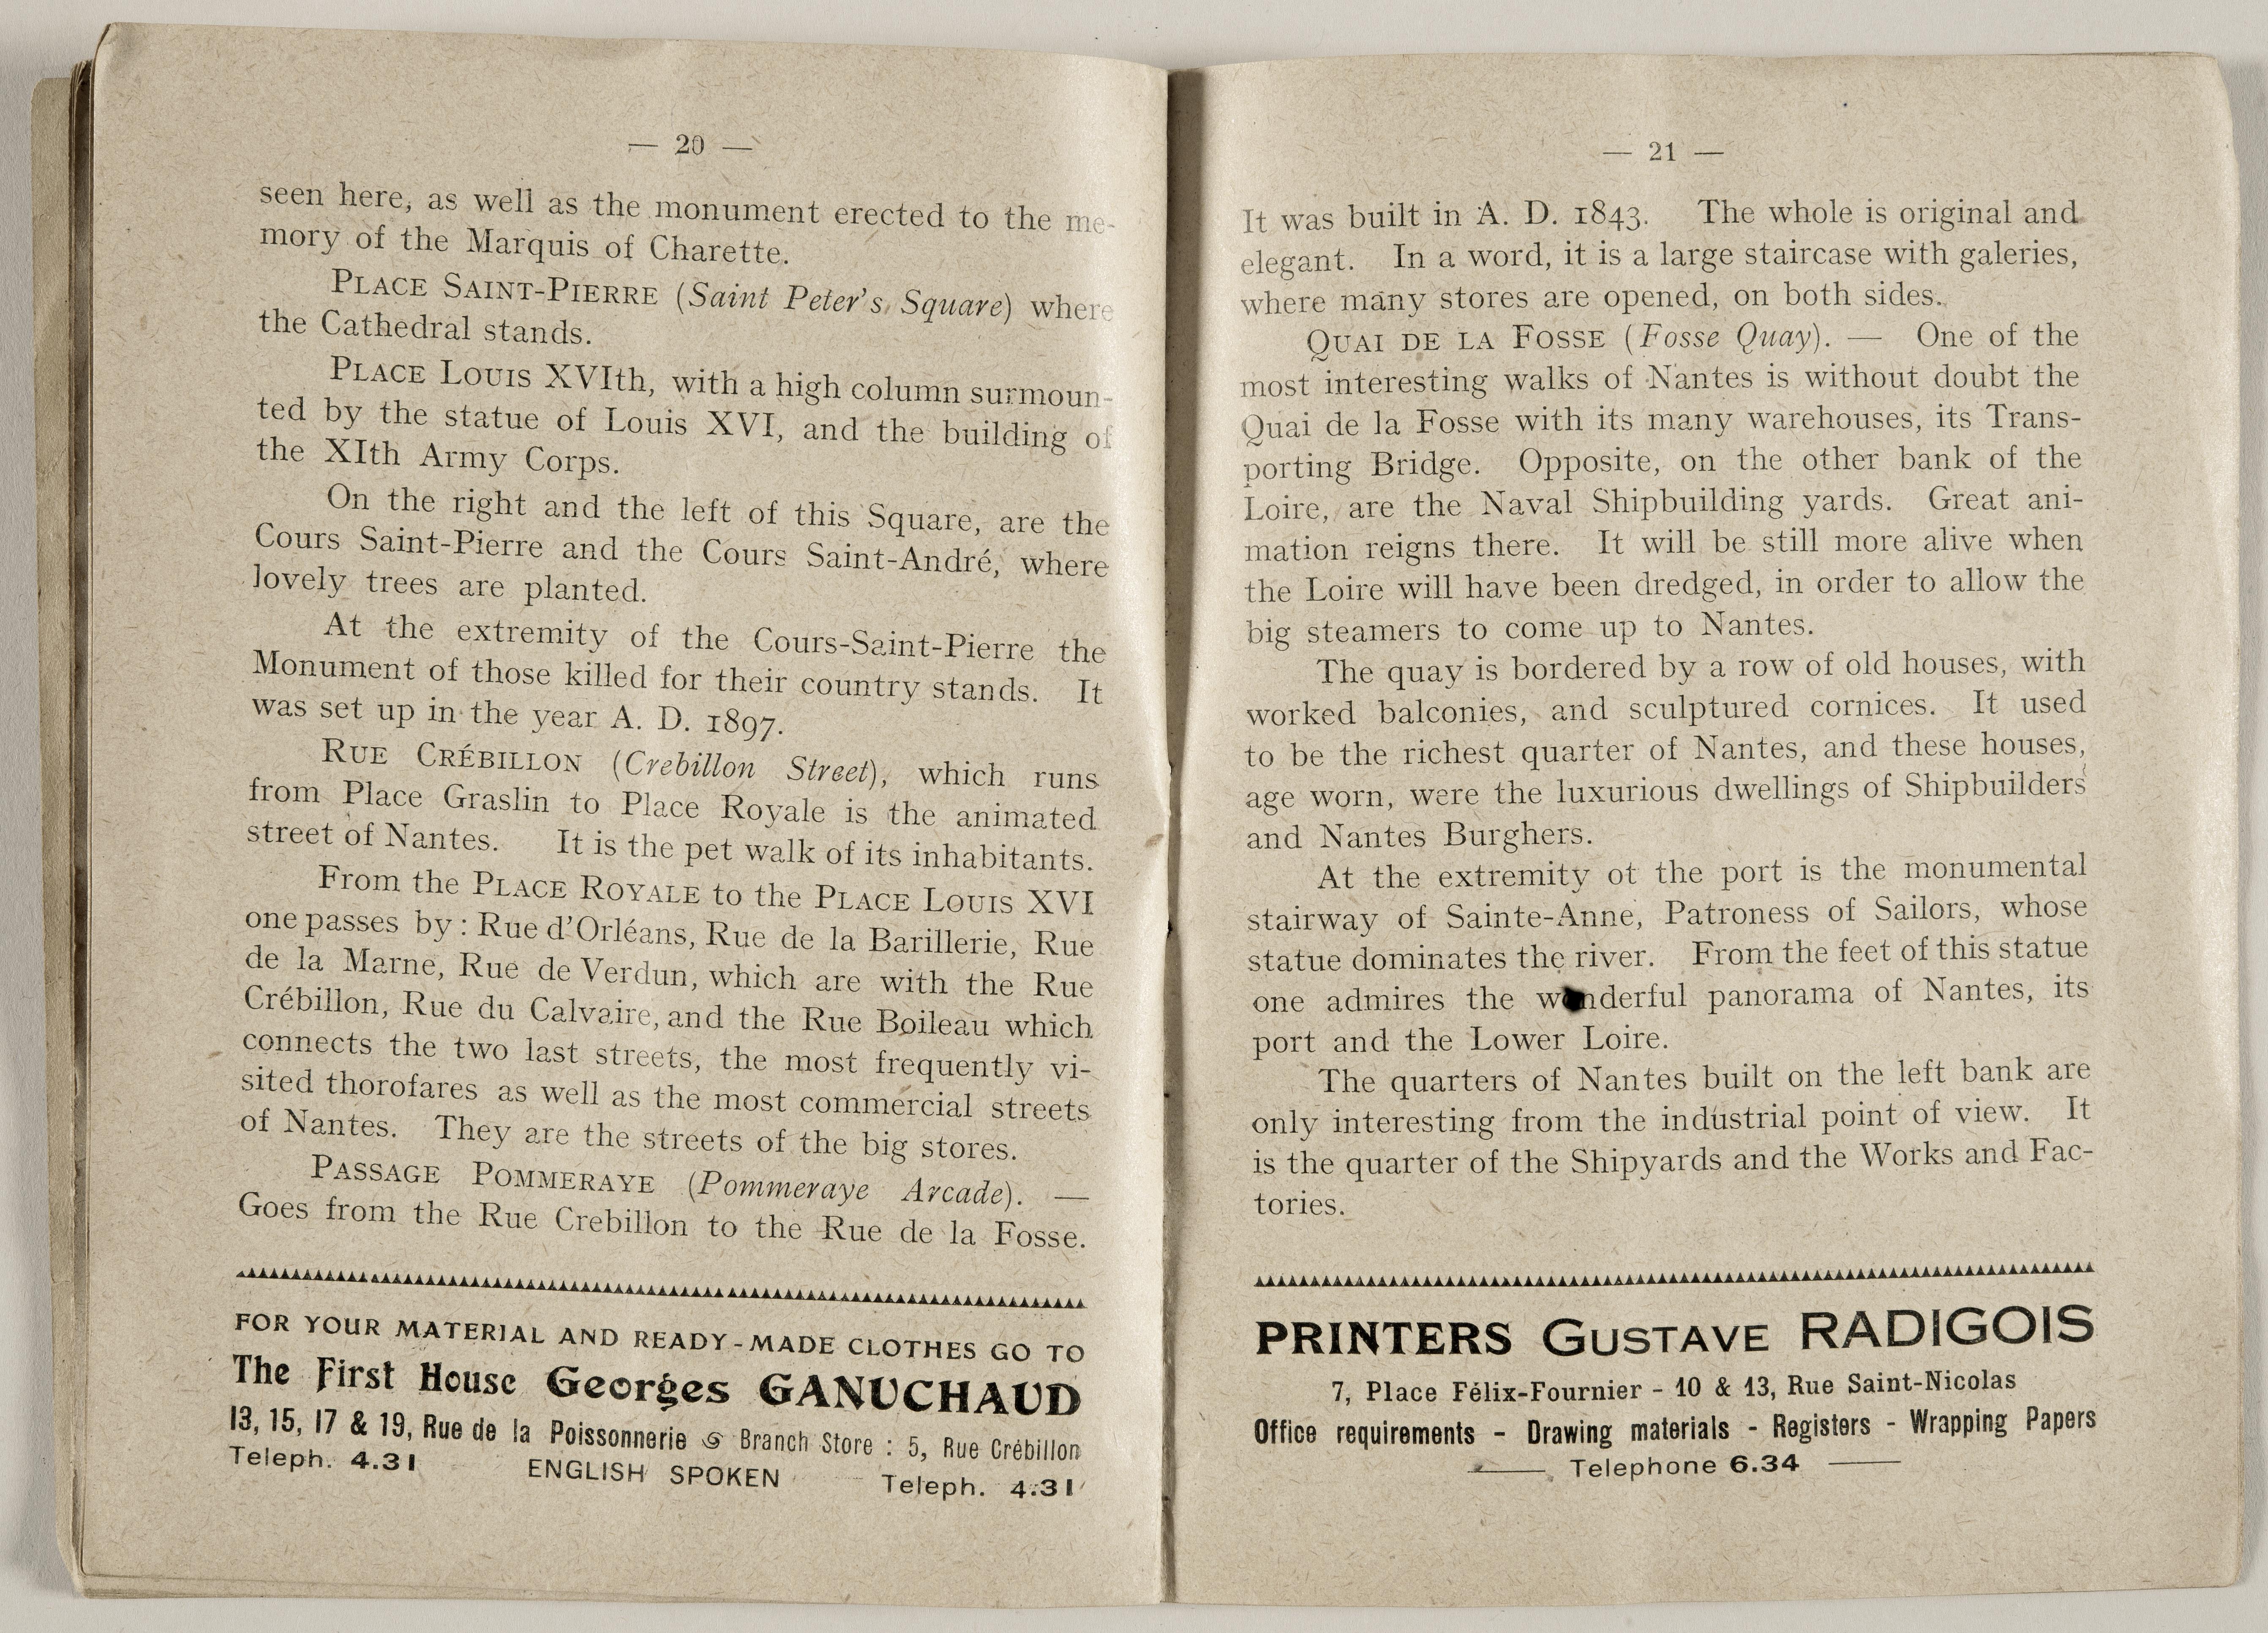 — 20 —
seen here, as well as the monument erected to the me-
mory of the Marquis of Charette.
PLACE SAINT-PIERRE (Saint Peter's Square) where
the Cathedral stands.
PLACE LOUIS XVIth, with a high column surmoun-
ted by the statue of Louis XVI, and the building of
the XIth Army Corps.
On the right and the left of this Square, are the
Cours Saint-Pierre and the Cours Saint-André, where
lovely trees are planted.
At the extremity of the Cours-Saint-Pierre the
Monument of those killed for their country stands. It
was set up in the year A. D. 1897.
RUE CRÉBILLON (Crebillon Street), which runs
from Place Graslin to Place Royale is the animated
street of Nantes. It is the pet walk of its inhabitants.
From the PLACE ROYALE to the PLACE LOUIS XVI
one passes by : Rue d'Orléans, Rue de la Barillerie, Rue
de la Marne, Rue de Verdun, which are with the Rue
Crébillon, Rue du Calvaire, and the Rue Boileau which
connects the two last streets, the most frequently vi-
sited thorofares as well as the most commercial streets
of Nantes. They are the streets of the big stores.
PASSAGE POMMERAYE (Pommeraye Arcade). —
Goes from the Rue Crebillon to the Rue de la Fosse.
FOR YOUR MATERIAL AND READY-MADE CLOTHES GO TO
The First House Georges GANUCHAUD
13, 15, 17 & 19, Rue de la Poissonnerie Branch Store : 5, Rue Crébillon
Teleph. 4.31 ENGLISH SPOKEN Teleph. 4.31
— 21 —
It was built in A. D. 1843. The whole is original and
elegant. In a word, it is a large staircase with galeries,
where many stores are opened, on both sides.
QUAI DE LA FOSSE (Fosse Quay). — One of the
most interesting walks of Nantes is without doubt the
Quai de la Fosse with its many warehouses, its Trans-
porting Bridge. Opposite, on the other bank of the
Loire, are the Naval Shipbuilding yards. Great ani-
mation reigns there. It will be still more alive when
the Loire will have been dredged, in order to allow the
big steamers to come up to Nantes.
The quay is bordered by a row of old houses, with
worked balconies, and sculptured cornices. It used
to be the richest quarter of Nantes, and these houses,
age worn, were the luxurious dwellings of Shipbuilders
and Nantes Burghers.
At the extremity ot the port is the monumental
stairway of Sainte-Anne, Patroness of Sailors, whose
statue dominates the river. From the feet of this statue
one admires the wonderful panorama of Nantes, its
port and the Lower Loire.
The quarters of Nantes built on the left bank are
only interesting from the industrial point of view. It
is the quarter of the Shipyards and the Works and Fac-
tories.
PRINTERS GUSTAVE RADIGOIS
7, Place Félix-Fournier - 10 & 13, Rue Saint-Nicolas
Office requirements - Drawing materials - Registers - Wrapping Papers
Telephone 6.34